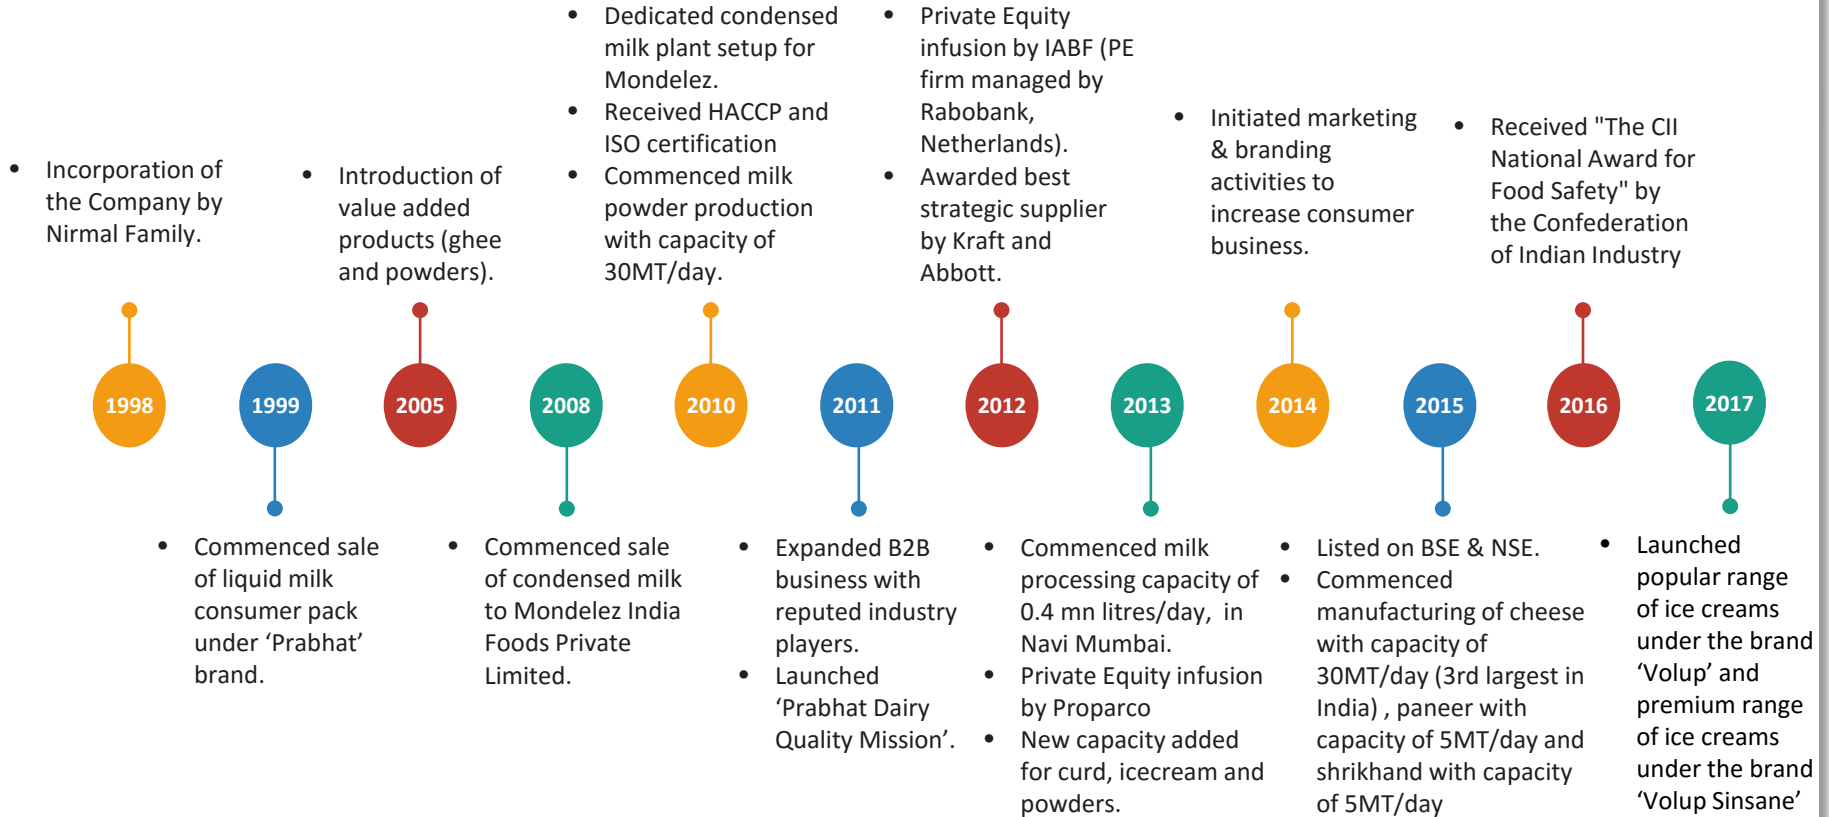 • Incorporation of
the Company by
Nirmal Family.
• Introduction of
value added
products (ghee
and powders).
• Dedicated condensed
milk plant setup for
Mondelez.
• Received HACCP and
ISO certification
• Commenced milk
powder production
with capacity of
30MT/day.
• Private Equity
infusion by IABF (PE
firm managed by
Rabobank,
Netherlands).
• Awarded best
strategic supplier
by Kraft and
Abbott.
• Initiated marketing
& branding
activities to
increase consumer
business.
• Received "The CII
National Award for
Food Safety" by
the Confederation
of Indian Industry
1998
1999
2005
2008
2010
2011
2012
2013
2014
2015
2016
2017
• Commenced sale
of liquid milk
consumer pack
under ‘Prabhat’
brand.
• Commenced sale
of condensed milk
to Mondelez India
Foods Private
Limited.
• Expanded B2B
business with
reputed industry
players.
• Launched
‘Prabhat Dairy
Quality Mission’.
• Commenced milk
processing capacity of
0.4 mn litres/day, in
Navi Mumbai.
• Private Equity infusion
by Proparco
• New capacity added
for curd, icecream and
powders.
• Listed on BSE & NSE.
• Commenced
manufacturing of cheese
with capacity of
30MT/day (3rd largest in
India) , paneer with
capacity of 5MT/day and
shrikhand with capacity
of 5MT/day
• Launched
popular range
of ice creams
under the brand
‘Volup’ and
premium range
of ice creams
under the brand
‘Volup Sinsane’